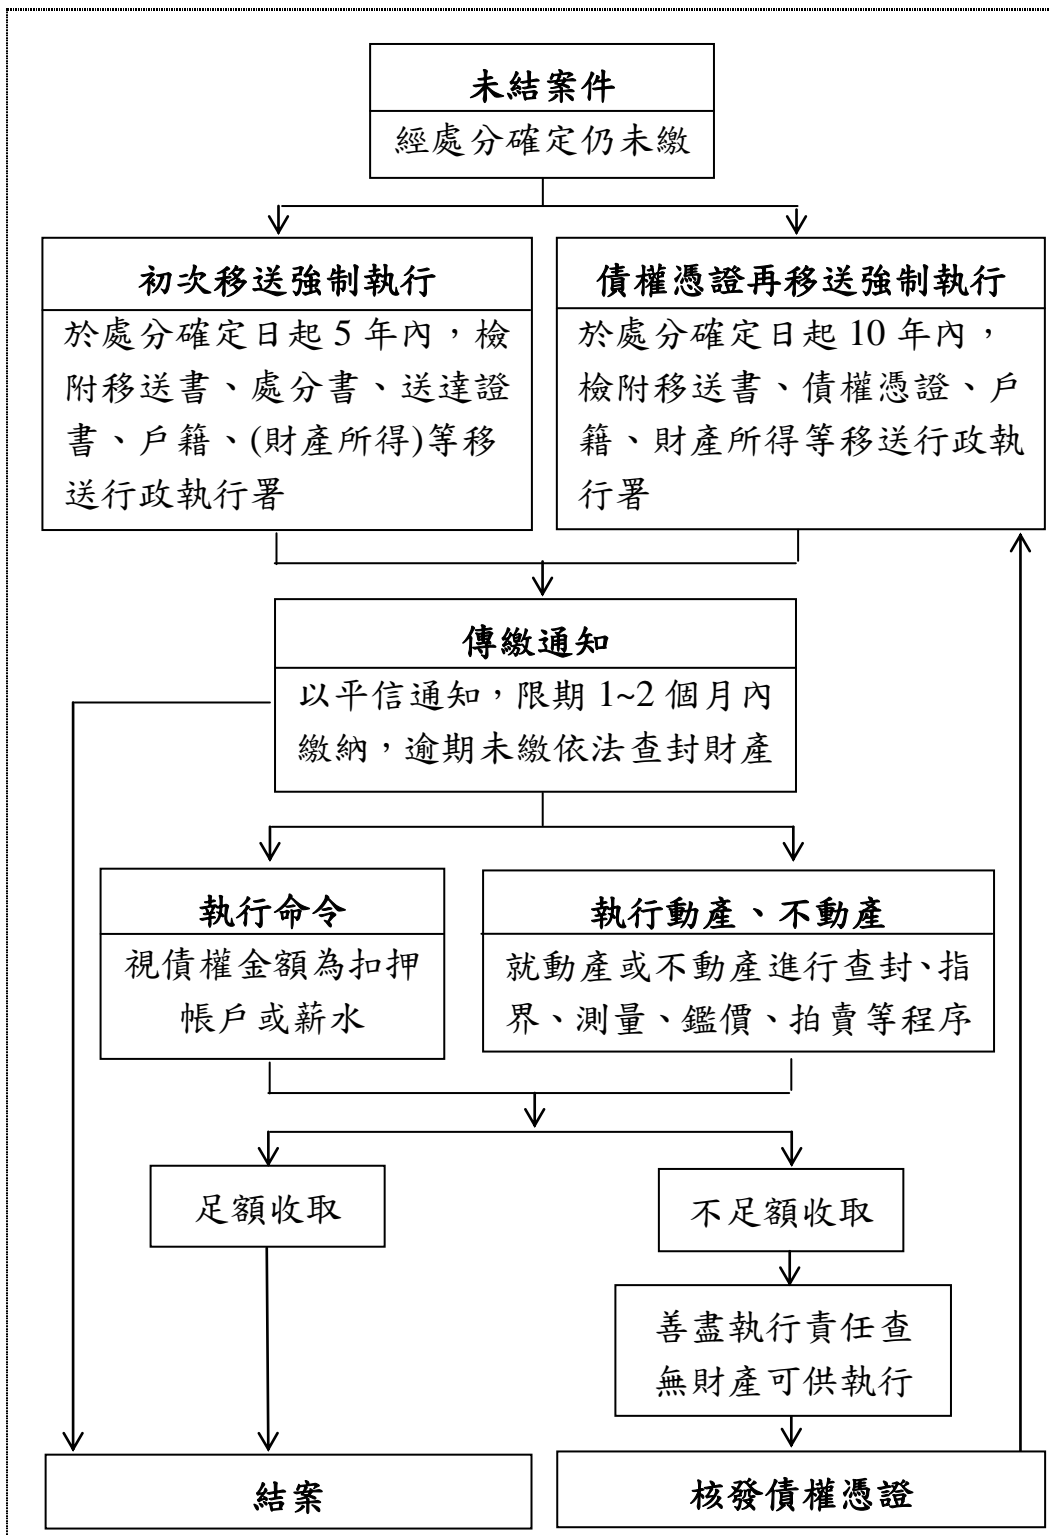 未結案件
經處分確定仍未繳
初次移送強制執行
於處分確定日起 5 年內，檢
附移送書、處分書、送達證
書、戶籍、(財產所得)等移
送行政執行署
債權憑證再移送強制執行
於處分確定日起 10 年內，
檢附移送書、債權憑證、戶
籍、財產所得等移送行政執
行署
傳繳通知
以平信通知，限期 1~2 個月內
繳納，逾期未繳依法查封財產
執行命令
視債權金額為扣押
帳戶或薪水
執行動產、不動產
就動產或不動產進行查封、指
界、測量、鑑價、拍賣等程序
足額收取
不足額收取
善盡執行責任查
無財產可供執行
結案
核發債權憑證